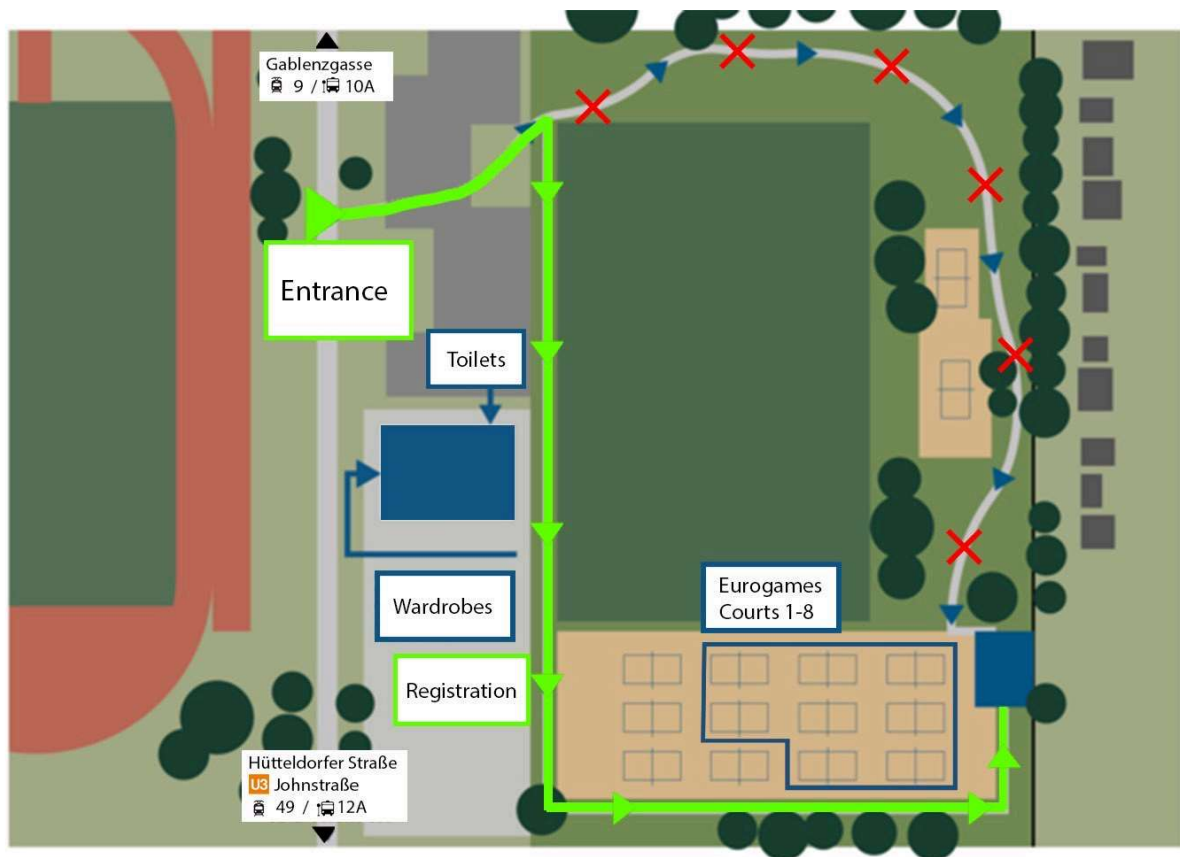 Gablenzgasse
9 / 10A
Entrance
Toilets
Wardrobes
Eurogames
Courts 1-8
Registration
Hütteldorfer Straße
U3 Johnstraße
49 / 12A